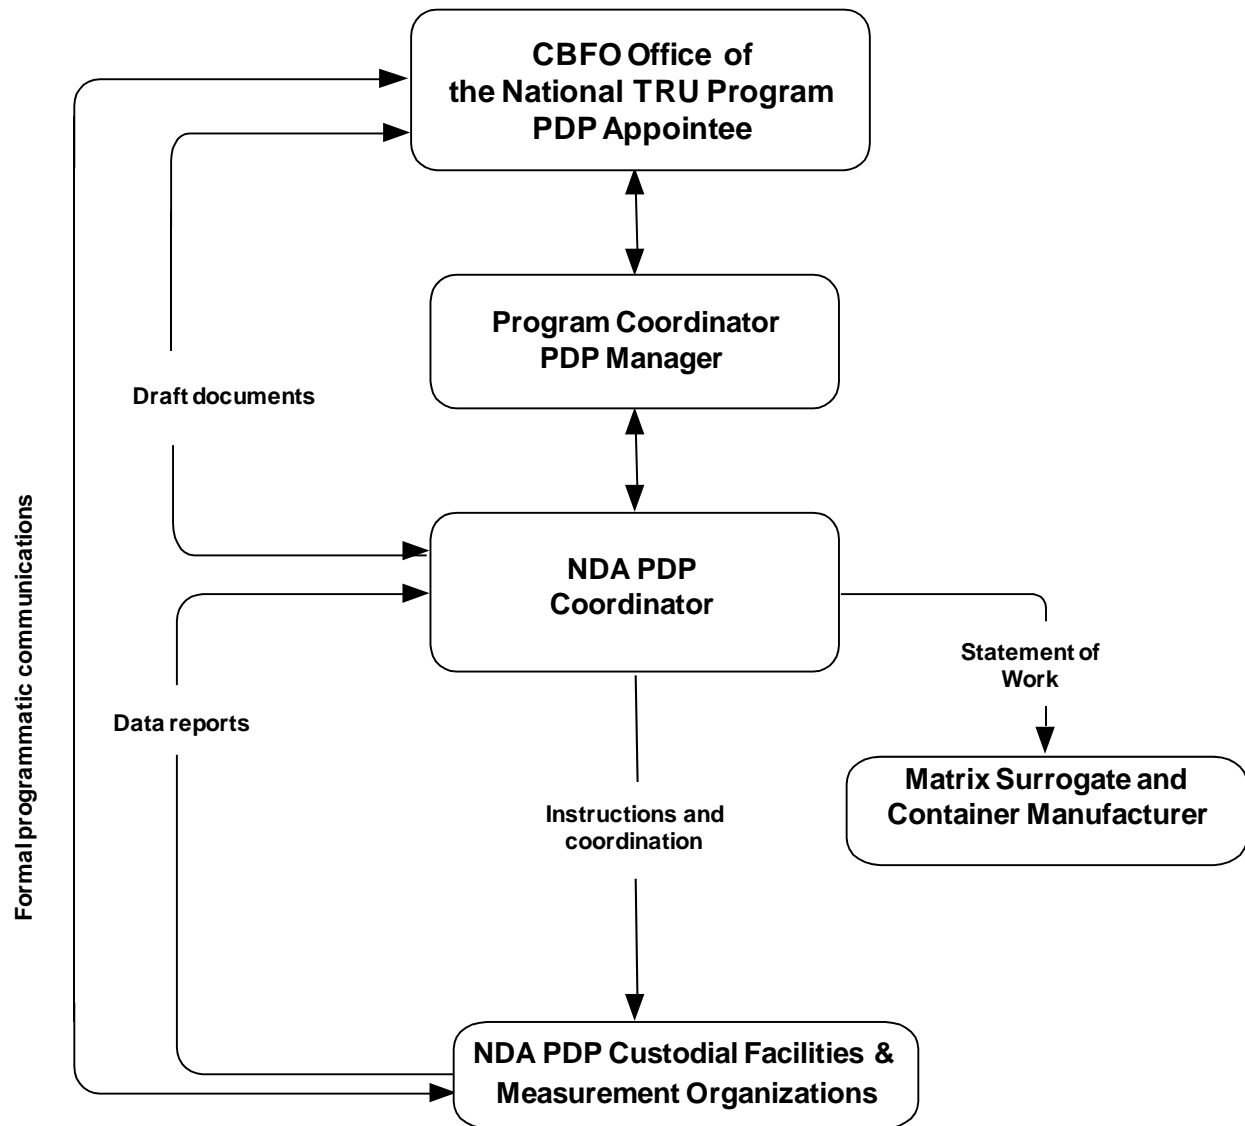 CBFO Office of
the National TRU Program
PDP Appointee
Program Coordinator
PDP Manager
Draft documents
Formal programmatic communications
NDA PDP
Coordinator
Statement of
Work
Data reports
Matrix Surrogate and
Container Manufacturer
Instructions and
coordination
NDA PDP Custodial Facilities &
Measurement Organizations